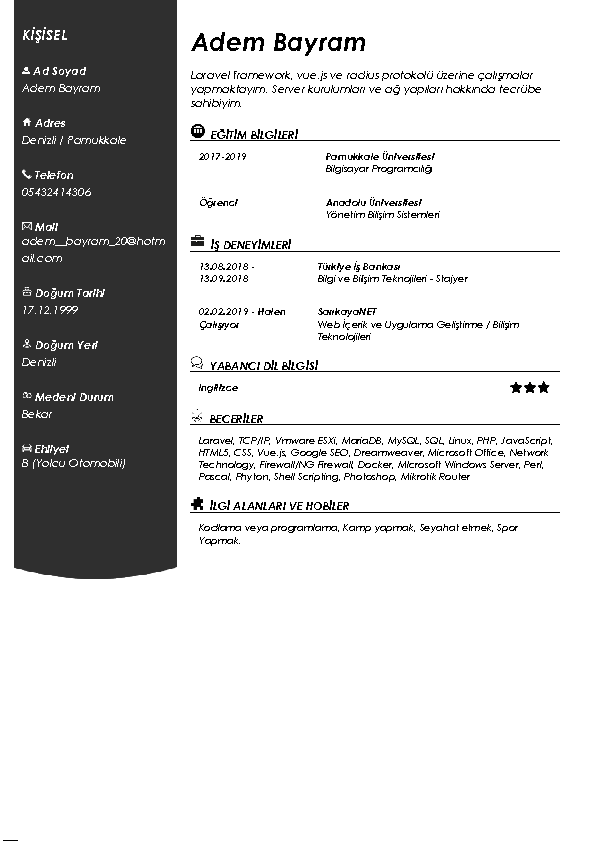 KİŞİSEL
Ad Soyad
Adem Bayram
Adres
Denizli / Pamukkale
Telefon
05432414306
Mail
adem__bayram_20@hotm
ail.com
Doğum Tarihi
17.12.1999
Doğum Yeri
Denizli
Medeni Durum
Bekar
Ehliyet
B (Yolcu Otomobili)
Adem Bayram
Laravel framework, vue.js ve radius protokolü üzerine çalışmalar
yapmaktayım. Server kurulumları ve ağ yapıları hakkında tecrübe
sahibiyim.
EĞİTİM BİLGİLERİ
2017-2019 Pamukkale Üniversitesi
Bilgisayar Programcılığı
Öğrenci Anadolu Üniversitesi
Yönetim Bilişim Sistemleri
İŞ DENEYİMLERİ
13.08.2018 - Türkiye İş Bankası
13.09.2018 Bilgi ve Bilişim Teknojileri - Stajyer
02.02.2019 - Halen SarıkayaNET
Çalışıyor Web İçerik ve Uygulama Geliştirme / Bilişim
Teknolojileri
YABANCI DİL BİLGİSİ
İngilizce
BECERİLER
Laravel, TCP/IP, Vmware ESXi, MariaDB, MySQL, SQL, Linux, PHP, JavaScript,
HTML5, CSS, Vue.js, Google SEO, Dreamweaver, Microsoft Office, Network
Technology, Firewall/NG Firewall, Docker, Microsoft Windows Server, Perl,
Pascal, Phyton, Shell Scripting, Photoshop, Mikrotik Router
İLGİ ALANLARI VE HOBİLER
Kodlama veya programlama, Kamp yapmak, Seyahat etmek, Spor
Yapmak.